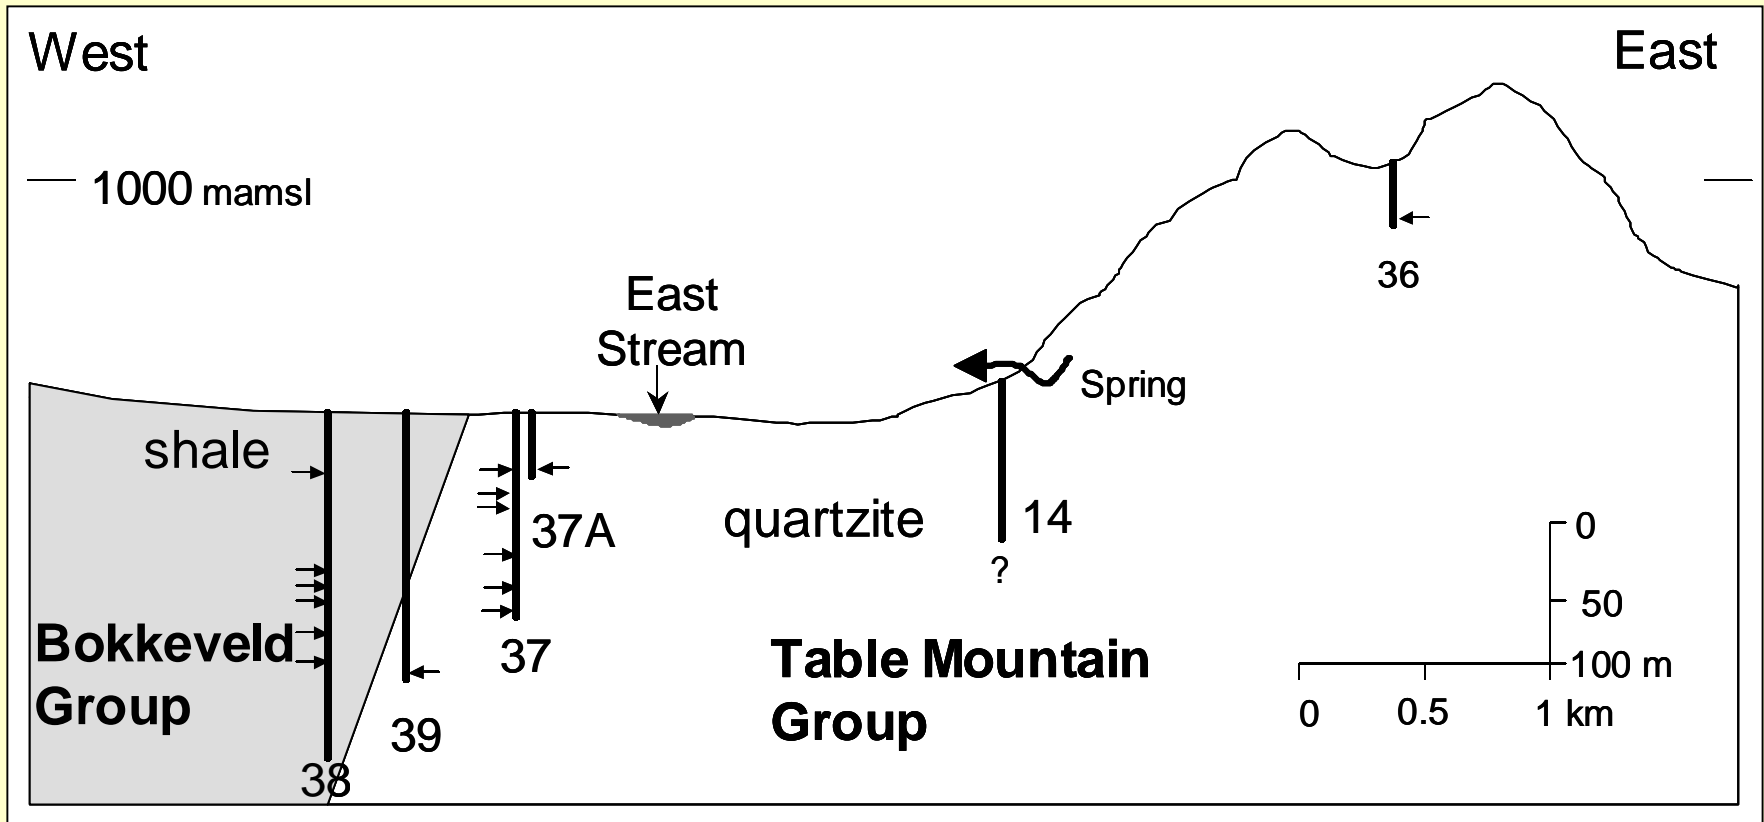 West
East
1000 mamsl
36
East
Stream
Spring
shale
37A
quartzite
14
?
0
50
100 m
Bokkeveld
Group
37
Table Mountain
Group
39
38
0
0.5
1 km